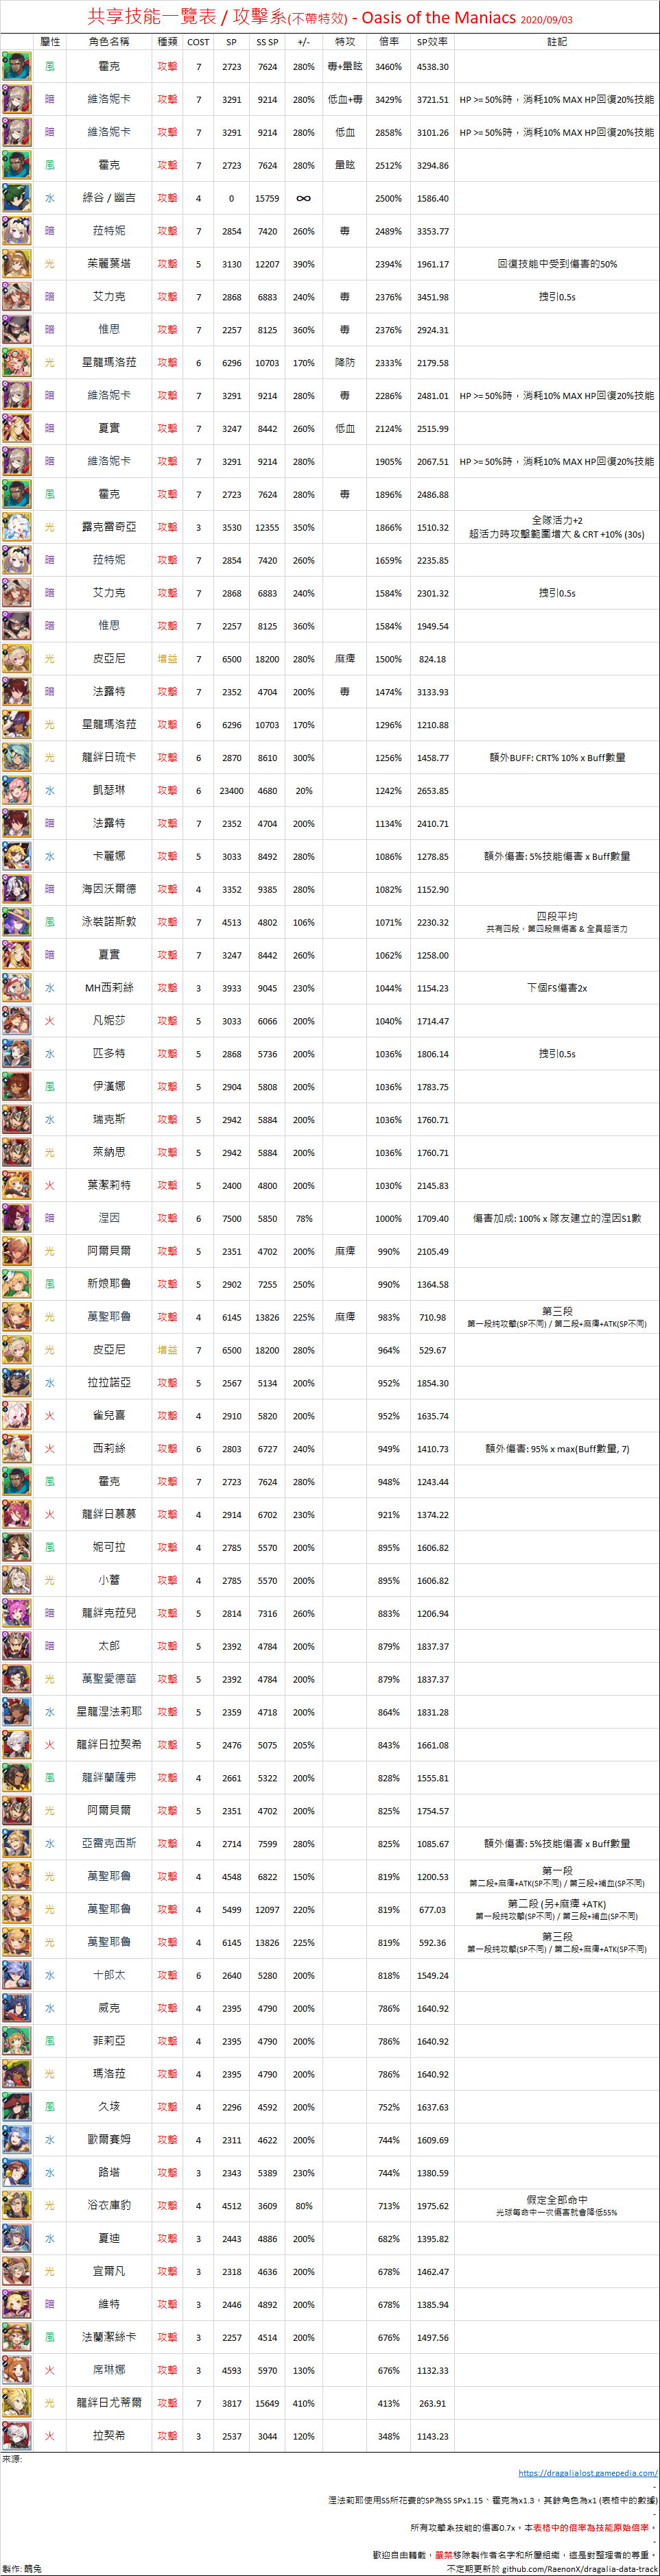 共享技能一覽表 / 攻擊系(不帶特效) - Oasis of the Maniacs 2020/09/03
屬性 角色名稱 種類 COST SP SS SP +/- 特攻 倍率 SP效率 註記
風 霍克 攻擊 7 2723 7624 280% 毒+暈眩 3460% 4538.30
暗 維洛妮卡 攻擊 7 3291 9214 280% 低血+毒 3429% 3721.51 HP >= 50%時，消耗10% MAX HP回復20%技能
暗 維洛妮卡 攻擊 7 3291 9214 280% 低血 2858% 3101.26 HP >= 50%時，消耗10% MAX HP回復20%技能
風 霍克 攻擊 7 2723 7624 280% 暈眩 2512% 3294.86
水 綠谷 / 幽吉 攻擊 4 0 15759 ∞ 2500% 1586.40
暗 菈特妮 攻擊 7 2854 7420 260% 毒 2489% 3353.77
光 茱麗葉塔 攻擊 5 3130 12207 390% 2394% 1961.17 回復技能中受到傷害的50%
暗 艾力克 攻擊 7 2868 6883 240% 毒 2376% 3451.98 拽引0.5s
暗 惟思 攻擊 7 2257 8125 360% 毒 2376% 2924.31
光 星龍瑪洛菈 攻擊 6 6296 10703 170% 降防 2333% 2179.58
暗 維洛妮卡 攻擊 7 3291 9214 280% 毒 2286% 2481.01 HP >= 50%時，消耗10% MAX HP回復20%技能
暗 夏實 攻擊 7 3247 8442 260% 低血 2124% 2515.99
暗 維洛妮卡 攻擊 7 3291 9214 280% 1905% 2067.51 HP >= 50%時，消耗10% MAX HP回復20%技能
風 霍克 攻擊 7 2723 7624 280% 毒 1896% 2486.88
光 露克雷奇亞 攻擊 3 3530 12355 350% 1866% 1510.32 全隊活力+2
超活力時攻擊範圍增大 & CRT +10% (30s)
暗 菈特妮 攻擊 7 2854 7420 260% 1659% 2235.85
暗 艾力克 攻擊 7 2868 6883 240% 1584% 2301.32 拽引0.5s
暗 惟思 攻擊 7 2257 8125 360% 1584% 1949.54
光 皮亞尼 增益 7 6500 18200 280% 麻痺 1500% 824.18
暗 法露特 攻擊 7 2352 4704 200% 毒 1474% 3133.93
光 星龍瑪洛菈 攻擊 6 6296 10703 170% 1296% 1210.88
光 龍絆日琉卡 攻擊 6 2870 8610 300% 1256% 1458.77 額外BUFF: CRT% 10% x Buff數量
水 凱瑟琳 攻擊 6 23400 4680 20% 1242% 2653.85
暗 法露特 攻擊 7 2352 4704 200% 1134% 2410.71
水 卡麗娜 攻擊 5 3033 8492 280% 1086% 1278.85 額外傷害: 5%技能傷害 x Buff數量
暗 海因沃爾德 攻擊 4 3352 9385 280% 1082% 1152.90
風 泳裝諾斯敦 攻擊 7 4513 4802 106% 1071% 2230.32 四段平均
共有四段，第四段無傷害 & 全員超活力
暗 夏實 攻擊 7 3247 8442 260% 1062% 1258.00
水 MH西莉絲 攻擊 3 3933 9045 230% 1044% 1154.23 下個FS傷害2x
火 凡妮莎 攻擊 5 3033 6066 200% 1040% 1714.47
水 匹多特 攻擊 5 2868 5736 200% 1036% 1806.14 拽引0.5s
風 伊漢娜 攻擊 5 2904 5808 200% 1036% 1783.75
水 瑞克斯 攻擊 5 2942 5884 200% 1036% 1760.71
光 萊納思 攻擊 5 2942 5884 200% 1036% 1760.71
火 葉潔莉特 攻擊 5 2400 4800 200% 1030% 2145.83
暗 涅因 攻擊 6 7500 5850 78% 1000% 1709.40 傷害加成: 100% x 隊友建立的涅因S1數
光 阿爾貝爾 攻擊 5 2351 4702 200% 麻痺 990% 2105.49
風 新娘耶魯 攻擊 5 2902 7255 250% 990% 1364.58
光 萬聖耶魯 攻擊 4 6145 13826 225% 麻痺 983% 710.98 第三段
第一段純攻擊(SP不同) / 第二段+麻痺+ATK(SP不同)
光 皮亞尼 增益 7 6500 18200 280% 964% 529.67
水 拉拉諾亞 攻擊 5 2567 5134 200% 952% 1854.30
火 雀兒喜 攻擊 4 2910 5820 200% 952% 1635.74
火 西莉絲 攻擊 6 2803 6727 240% 949% 1410.73 額外傷害: 95% x max(Buff數量, 7)
風 霍克 攻擊 7 2723 7624 280% 948% 1243.44
火 龍絆日慕慕 攻擊 4 2914 6702 230% 921% 1374.22
風 妮可拉 攻擊 4 2785 5570 200% 895% 1606.82
光 小蕾 攻擊 4 2785 5570 200% 895% 1606.82
暗 龍絆克菈兒 攻擊 5 2814 7316 260% 883% 1206.94
暗 太郎 攻擊 5 2392 4784 200% 879% 1837.37
光 萬聖愛德華 攻擊 5 2392 4784 200% 879% 1837.37
水 星龍涅法莉耶 攻擊 5 2359 4718 200% 864% 1831.28
火 龍絆日拉契希 攻擊 5 2476 5075 205% 843% 1661.08
風 龍絆蘭薩弗 攻擊 4 2661 5322 200% 828% 1555.81
光 阿爾貝爾 攻擊 5 2351 4702 200% 825% 1754.57
水 亞雷克西斯 攻擊 4 2714 7599 280% 825% 1085.67 額外傷害: 5%技能傷害 x Buff數量
光 萬聖耶魯 攻擊 4 4548 6822 150% 819% 1200.53 第一段
第二段+麻痺+ATK(SP不同) / 第三段+補血(SP不同)
光 萬聖耶魯 攻擊 4 5499 12097 220% 819% 677.03 第二段 (另+麻痺 +ATK)
第一段純攻擊(SP不同) / 第三段+補血(SP不同)
光 萬聖耶魯 攻擊 4 6145 13826 225% 819% 592.36 第三段
第一段純攻擊(SP不同) / 第二段+麻痺+ATK(SP不同)
水 十郎太 攻擊 6 2640 5280 200% 818% 1549.24
水 威克 攻擊 4 2395 4790 200% 786% 1640.92
風 菲莉亞 攻擊 4 2395 4790 200% 786% 1640.92
光 瑪洛菈 攻擊 4 2395 4790 200% 786% 1640.92
風 久垓 攻擊 4 2296 4592 200% 752% 1637.63
水 歐爾賽姆 攻擊 4 2311 4622 200% 744% 1609.69
水 路塔 攻擊 3 2343 5389 230% 744% 1380.59
光 浴衣庫豹 攻擊 4 4512 3609 80% 713% 1975.62 假定全部命中
光球每命中一次傷害就會降低55%
水 夏迪 攻擊 3 2443 4886 200% 682% 1395.82
光 宜爾凡 攻擊 3 2318 4636 200% 678% 1462.47
暗 維特 攻擊 3 2446 4892 200% 678% 1385.94
風 法蘭潔絲卡 攻擊 3 2257 4514 200% 676% 1497.56
火 席琳娜 攻擊 3 4593 5970 130% 676% 1132.33
光 龍絆日尤蒂爾 攻擊 7 3817 15649 410% 413% 263.91
火 拉契希 攻擊 3 2537 3044 120% 348% 1143.23
來源:
https://dragalialost.gamepedia.com/
-
涅法莉耶使用SS所花費的SP為SS SPx1.15、霍克為x1.3，其餘角色為x1 (表格中的數據)
-
所有攻擊系技能的傷害0.7x。本表格中的倍率為技能原始倍率。
-
歡迎自由轉載，嚴禁移除製作者名字和所屬組織，這是對整理者的尊重。
製作: 醜兔 不定期更新於 github.com/RaenonX/dragalia-data-track